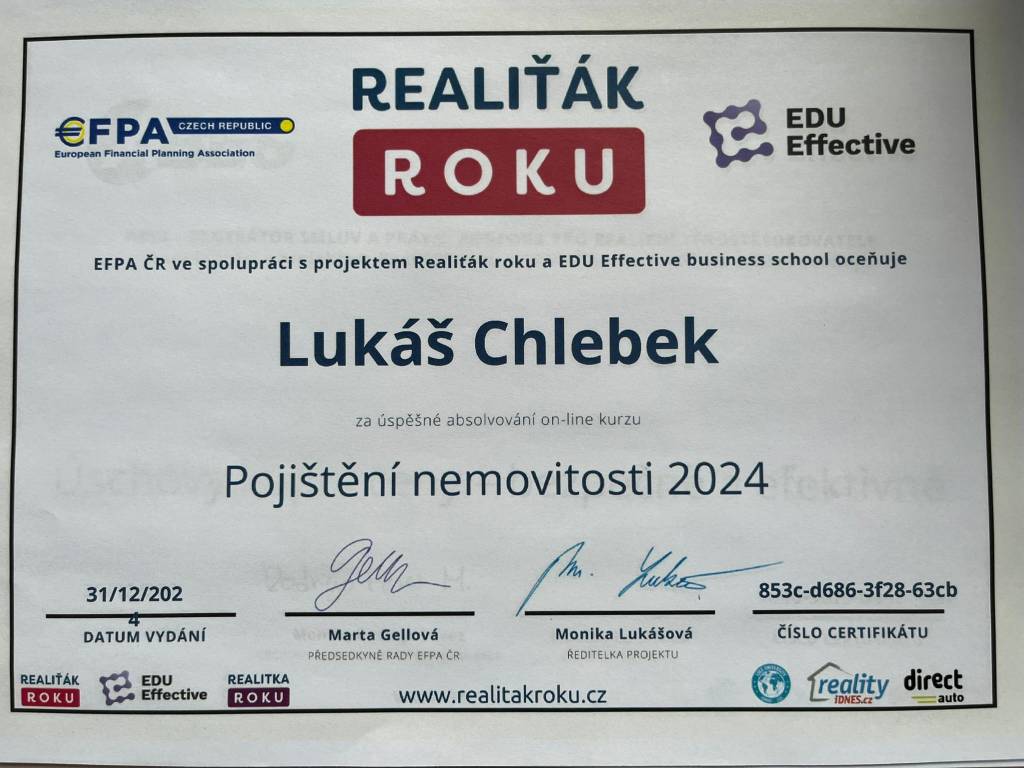 REALIŤÁK
ROKU
EFPA CZECH REPUBLIC
European Financial Planning Association
EDU
Effective
EFPA ČR ve spolupráci s projektem Realiťák roku a EDU Effective business school oceňuje
Lukáš Chlebek
za úspěšné absolvování on-line kurzu
Pojištění nemovitosti 2024
31/12/202
4
DATUM VYDÁNÍ
Marta Gellová
PŘEDSEDKYNĚ RADY EFPA ČR
Monika Lukášová
ŘEDITELKA PROJEKTU
853c-d686-3f28-63cb
ČÍSLO CERTIFIKÁTU
REALIŤÁK
ROKU
EDU
Effective
REALITKA
ROKU
www.realitakroku.cz
reality
iDNES.cz
direct
auto